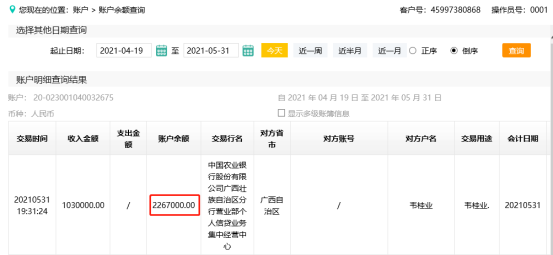 您现在的位置：账户 > 账户余额查询 客户号：45997380868 操作员号：0001
选择其他日期查询
起止日期： 2021-04-19 至 2021-05-31 今天 近一周 近半月 近一月 正序 倒序 查询
账户明细查询结果
账户： 20-023001040032675 自 2021 年 04 月 19 日 至 2021 年 05 月 31 日
币种：人民币 显示多级账簿信息
交易时间 收入金额 支出金额 账户余额 交易行名 对方省市 对方账号 对方户名 交易用途 会计日期
20210531 19:31:24 1030000.00 / 2267000.00 中国农业银行股份有限公司广西壮族自治区分行营业部个人信贷业务集中经营中心 广西自治区 / 韦桂业 韦桂业. 20210531